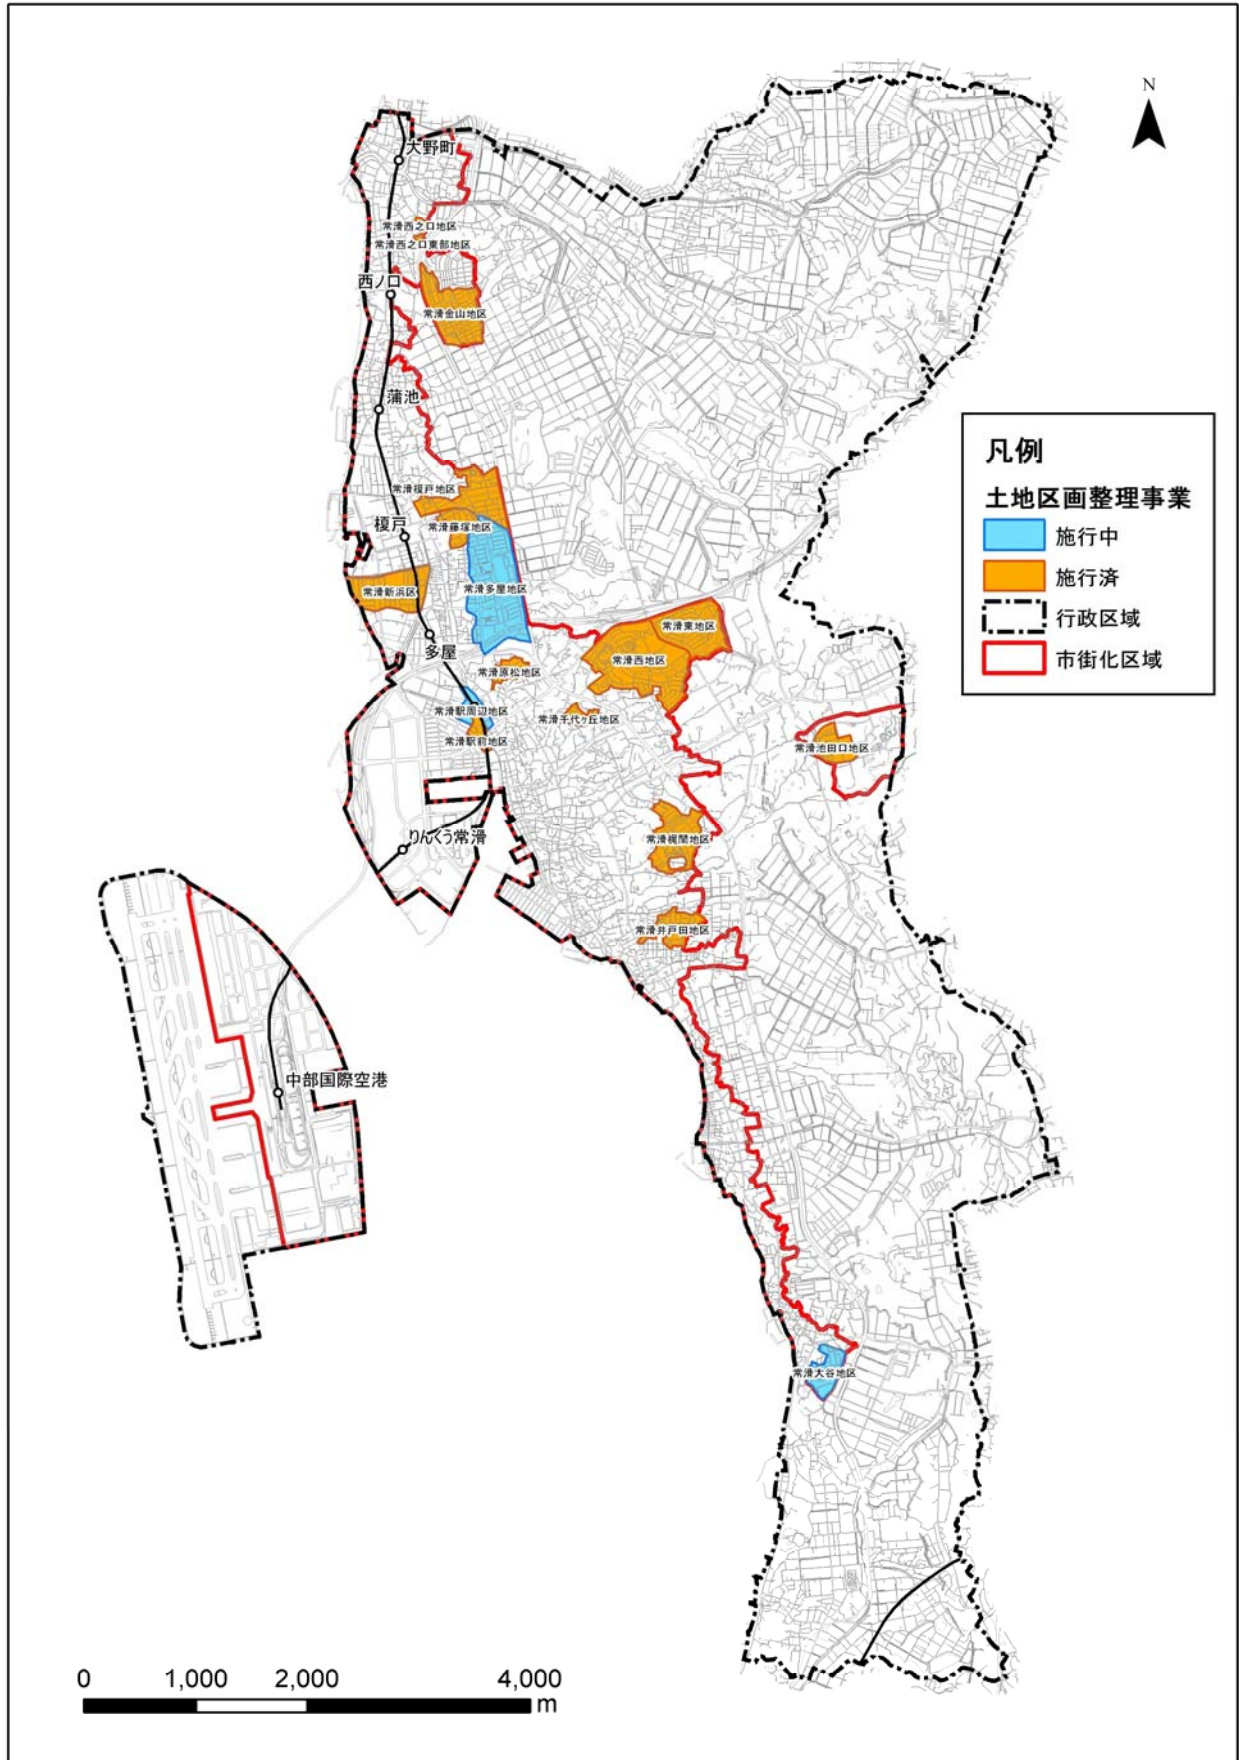 N
大野町
常滑西之口地区
常滑西之口東部地区
西ノ口
常滑金山地区
蒲池
凡例
土地区画整理事業
施行中
施行済
行政区域
市街化区域
常滑榎戸地区
榎戸
常滑藤塚地区
常滑新浜区
常滑多屋地区
常滑東地区
多屋
常滑西地区
常滑原松地区
常滑駅周辺地区
常滑千代ヶ丘地区
常滑駅前地区
常滑池田口地区
りんくう常滑
常滑梶間地区
常滑井戸田地区
中部国際空港
常滑大谷地区
0 1,000 2,000 4,000
m